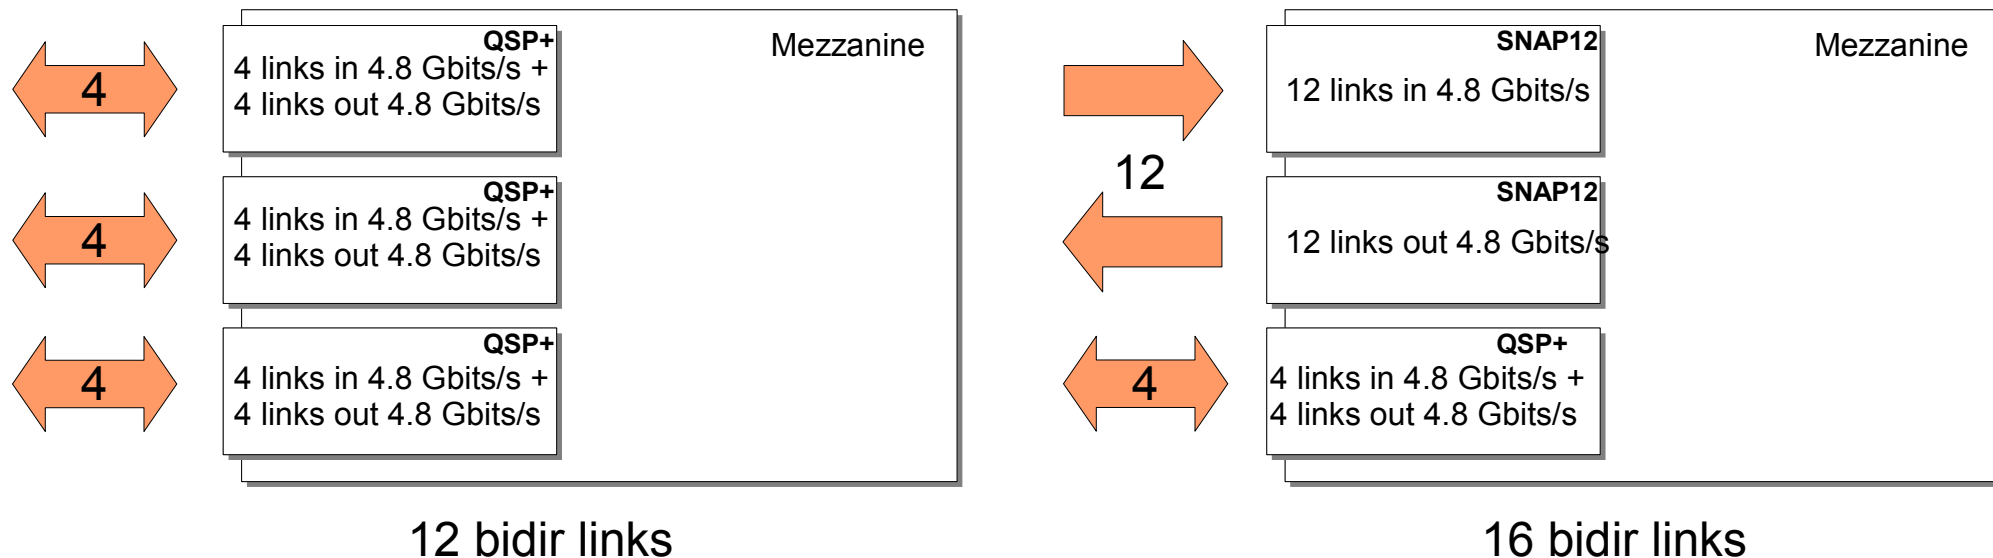 Mezzanine
QSP+
4 links in 4.8 Gbits/s +
4 links out 4.8 Gbits/s
4
QSP+
4 links in 4.8 Gbits/s +
4 links out 4.8 Gbits/s
4
QSP+
4 links in 4.8 Gbits/s +
4 links out 4.8 Gbits/s
4
12 bidir links
Mezzanine
SNAP12
12 links in 4.8 Gbits/s
12
SNAP12
12 links out 4.8 Gbits/s
QSP+
4 links in 4.8 Gbits/s +
4 links out 4.8 Gbits/s
4
16 bidir links